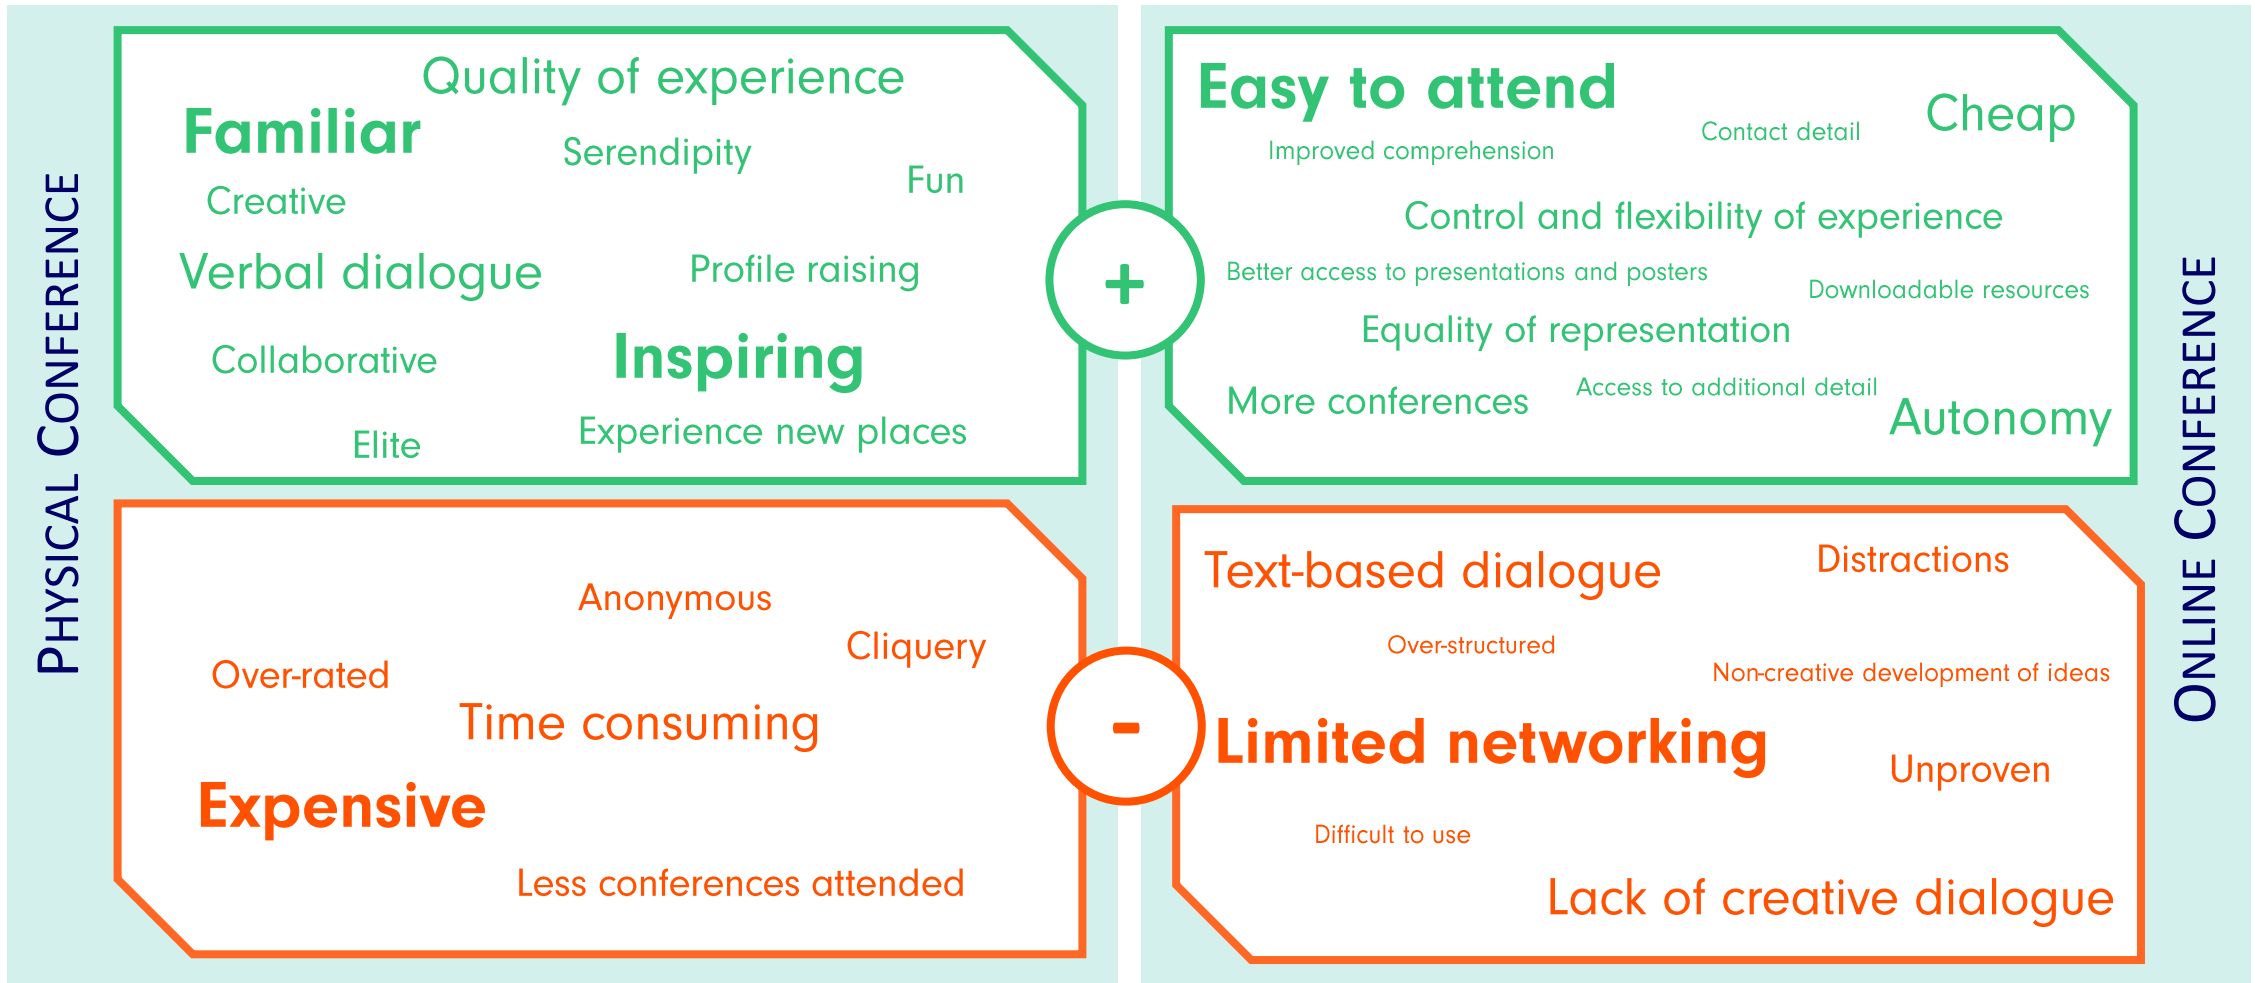 PHYSICAL CONFERENCE
Quality of experience
Familiar
Serendipity
Fun
Creative
Verbal dialogue
Profile raising
Inspiring
Collaborative
Experience new places
Elite
+
Easy to attend
Cheap
Contact detail
Improved comprehension
Control and flexibility of experience
Better access to presentations and posters
Downloadable resources
Equality of representation
Access to additional detail
More conferences
Autonomy
Anonymous
Cliquery
Over-rated
Time consuming
Expensive
Less conferences attended
-
Text-based dialogue
Distractions
Over-structured
Non-creative development of ideas
Limited networking
Unproven
Difficult to use
Lack of creative dialogue
ONLINE CONFERENCE